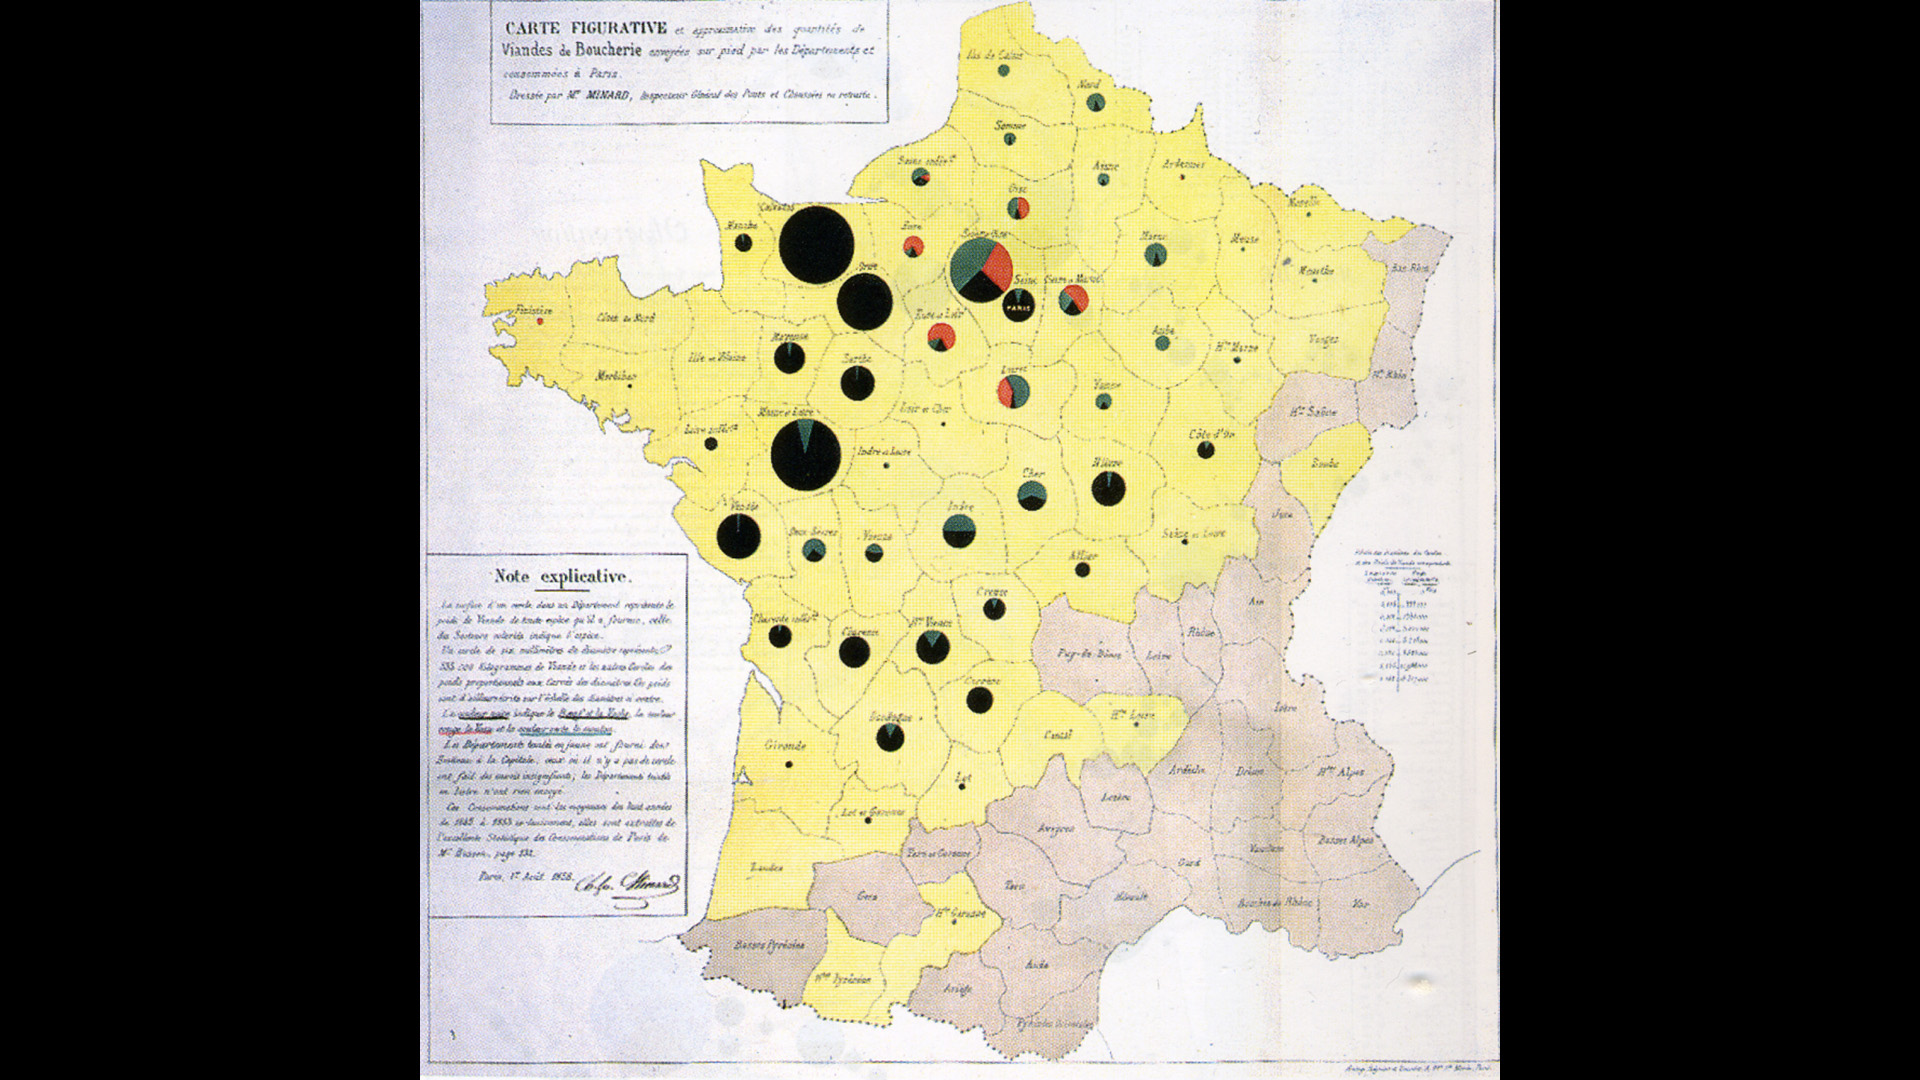 CARTE FIGURATIVE et approximative des quantités de
Viandes de Boucherie envoyées sur pied par les Départements et
consommées à Paris.
Dressée par Mr MINARD, Inspecteur Général des Ponts et Chaussées en retraite.
Pas de Calais
Nord
Somme
Seine infére
Aisne
Ardennes
Oise
Moselle
Calvados
Manche
Eure
Seine et Oise
Marne
Meuse
Bas Rhin
Orne
Seine
PARIS
Seine et Marne
Meurthe
Finistère
Côtes du Nord
Eure et Loir
Aube
Vosges
Mayenne
Ille et Vilaine
Sarthe
Hte Marne
Morbihan
Loiret
Yonne
Ht Rhin
Maine et Loire
Loir et Cher
Hte Saône
Loire infére
Indre et Loire
Côte d'Or
Doubs
Cher
Nièvre
Vendée
Indre
Jura
Deux Sèvres
Vienne
Saône et Loire
Allier
Creuse
Ain
Charente infre
Charente
Hte Vienne
Rhône
Puy-de Dôme
Loire
Corrèze
Isère
Dordogne
Hte Loire
Gironde
Cantal
Ardèche
Drôme
Htes Alpes
Lot
Lozère
Lot et Garonne
Aveyron
Basses Alpes
Vaucluse
Tarn et Garonne
Gard
Landes
Tarn
Gers
Hérault
Bouches du Rhône
Var
Hte Garonne
Basses Pyrénées
Aude
Htes Pyrénées
Ariège
Pyrénées Orientales
Note explicative.
La surface d'un cercle dans un Département représente le
poids de Viande de toute espèce qu'il a fournie, celle
des Secteurs coloriés indique l'espèce.
Un cercle de six millimètres de diamètre représente
kilogrammes de Viande et les autres Cercles des
poids proportionnels aux Carrés des diamètres. Ces poids
sont d'ailleurs écrits sur l'échelle des diamètres ci contre.
La couleur noire indique le Bœuf et la Vache, la couleur
rouge le Veau et la couleur verte le mouton.
Les Départements teintés en jaune ont fourni des
Bestiaux à la Capitale, ceux où il n'y a pas de cercle
ont fait des envois insignifiants, les Départements teintés
en bistre n'ont rien envoyé.
Ces Consommations sont les moyennes des huit années
de 1845 à 1853 exclusivement, elles sont extraites de
l'excellente Statistique des Consommations de Paris de
Mr Husson, page
Paris, 1er Août 1858.
Ch. Jo. Minard